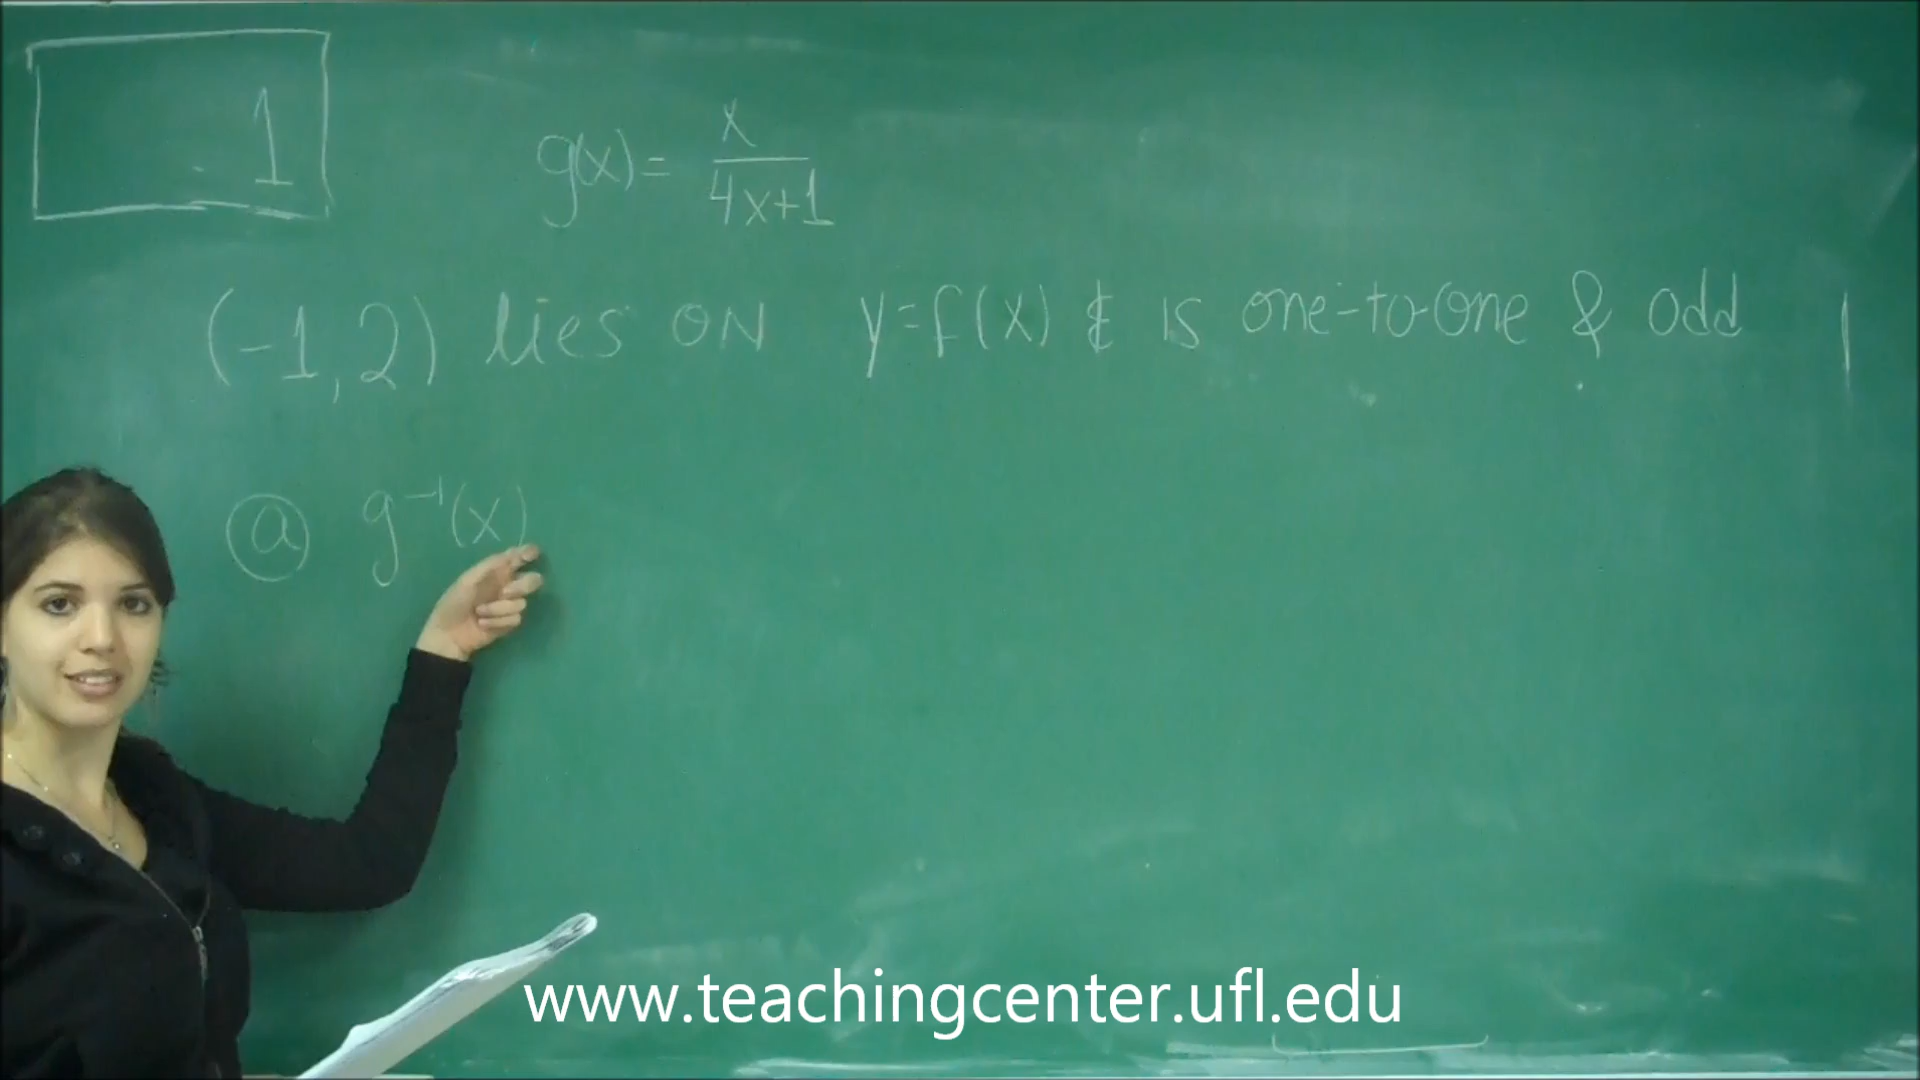 1
g(x)= x/4x+1
(-1,2) lies on y=f(x) & is one-to-one & odd
a g⁻¹(x)
www.teachingcenter.ufl.edu